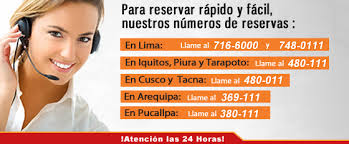 Para reservar rápido y fácil,
nuestros números de reservas :
En Lima: Llame al 716-6000 y 748-0111
En Iquitos, Piura y Tarapoto: Llame al 480-111
En Cusco y Tacna: Llame al 480-011
En Arequipa: Llame al 369-111
En Pucallpa: Llame al 380-111
!Atención las 24 Horas!